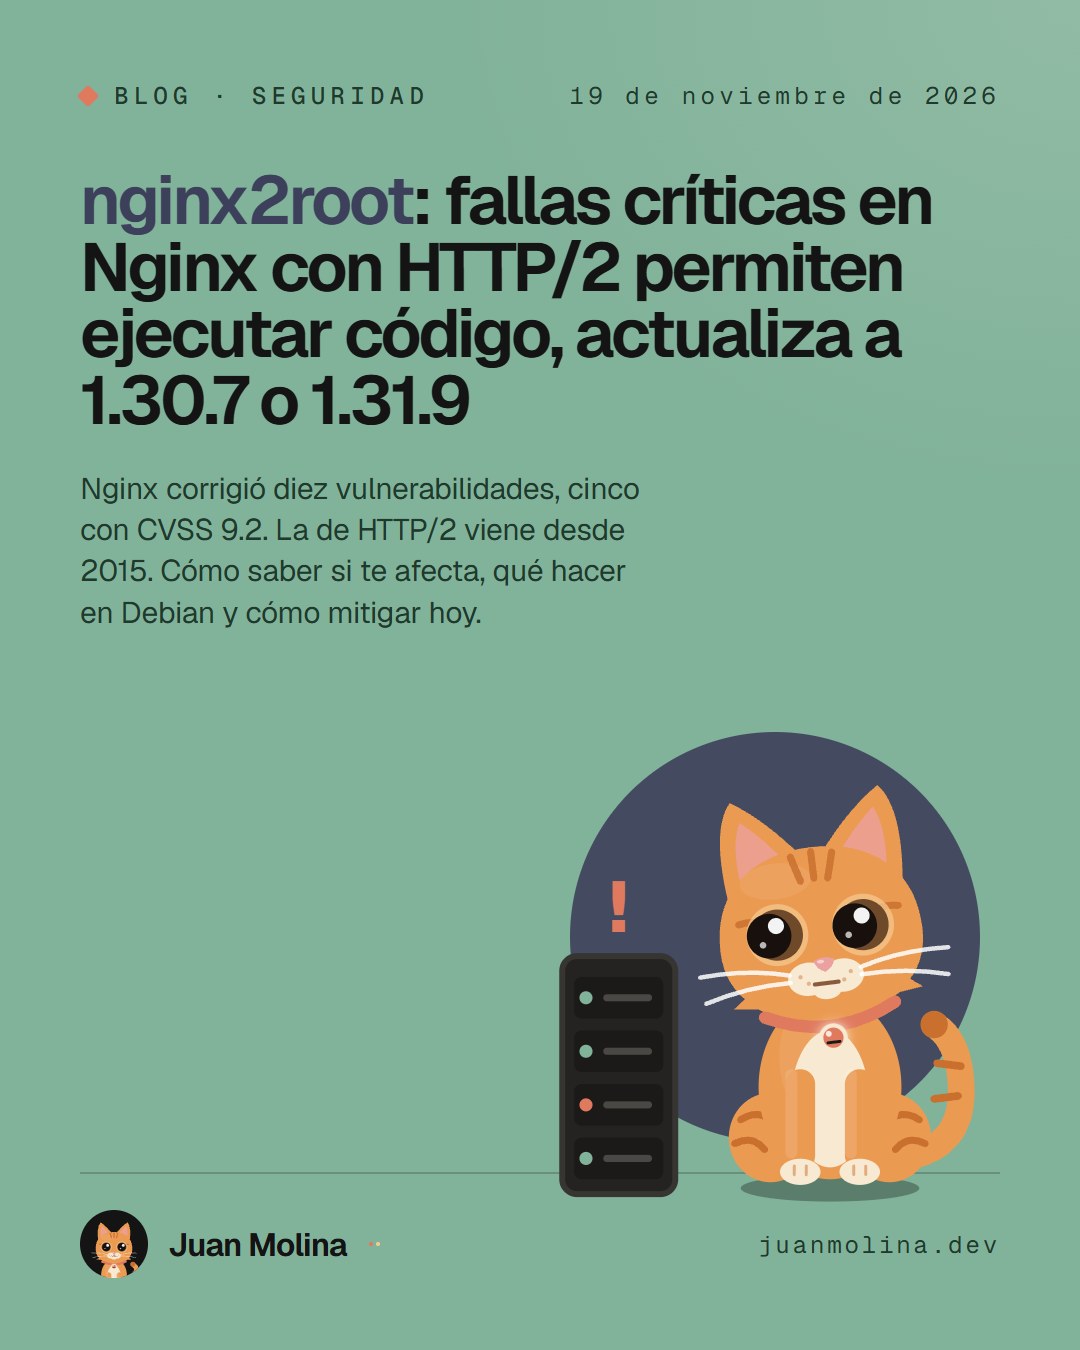 BLOG · SEGURIDAD
19 de noviembre de 2026
nginx2root: fallas críticas en
Nginx con HTTP/2 permiten
ejecutar código, actualiza a
1.30.7 o 1.31.9
Nginx corrigió diez vulnerabilidades, cinco
con CVSS 9.2. La de HTTP/2 viene desde
2015. Cómo saber si te afecta, qué hacer
en Debian y cómo mitigar hoy.
!
Juan Molina
juanmolina.dev